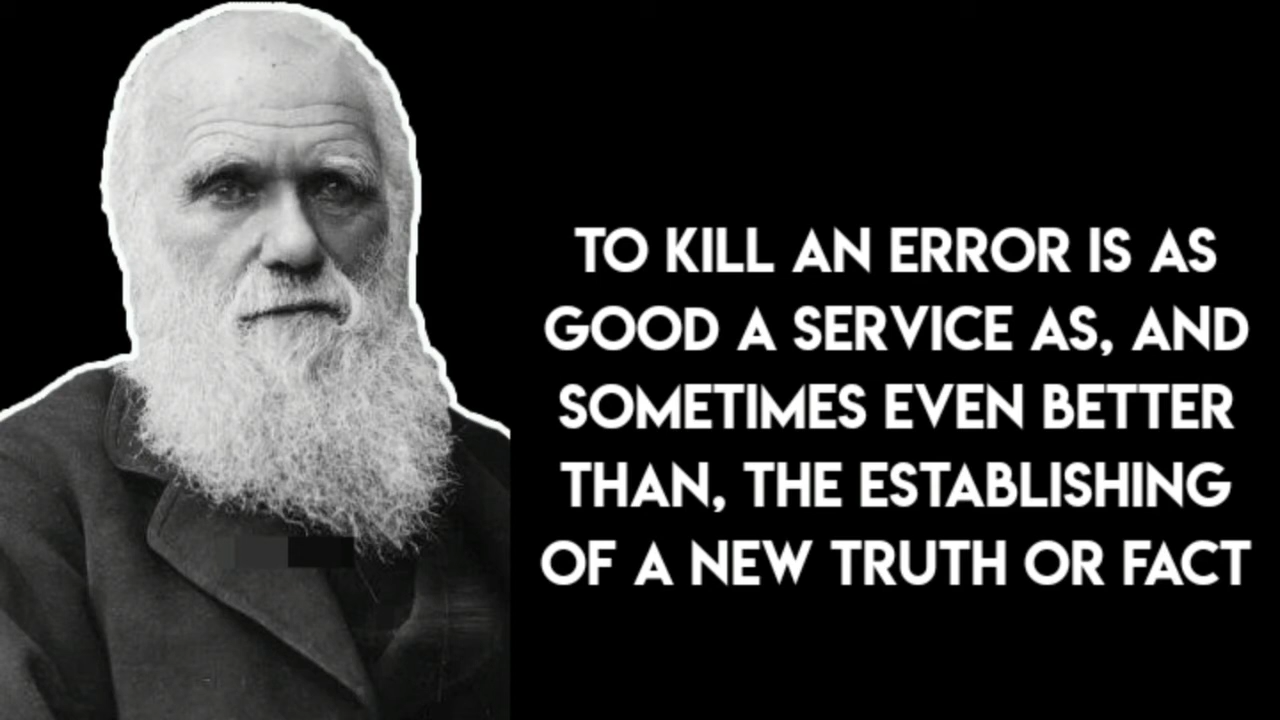 TO KILL AN ERROR IS AS
GOOD A SERVICE AS, AND
SOMETIMES EVEN BETTER
THAN, THE ESTABLISHING
OF A NEW TRUTH OR FACT